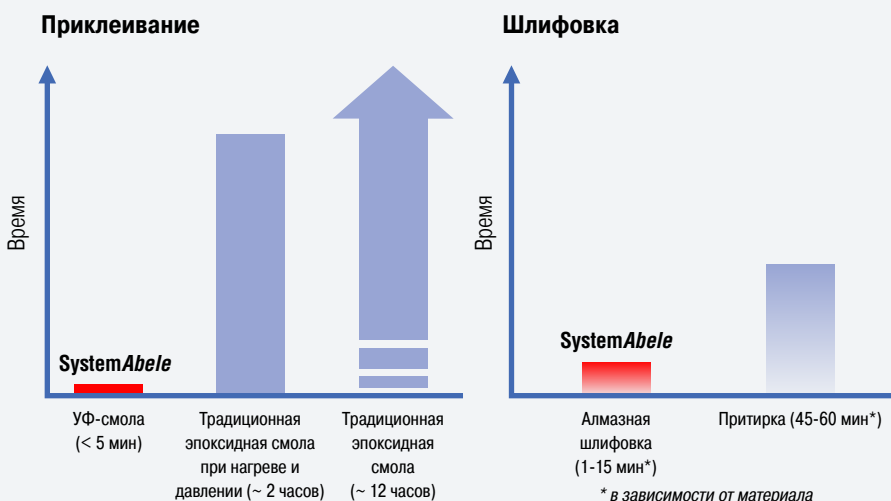 Приклеивание
Время
SystemAbele
УФ-смола
(< 5 мин)
Традиционная
эпоксидная смола
при нагреве и
давлении (~ 2 часов)
Традиционная
эпоксидная
смола
(~ 12 часов)
Шлифовка
Время
SystemAbele
Алмазная
шлифовка
(1-15 мин*)
Притирка (45-60 мин*)
* в зависимости от материала